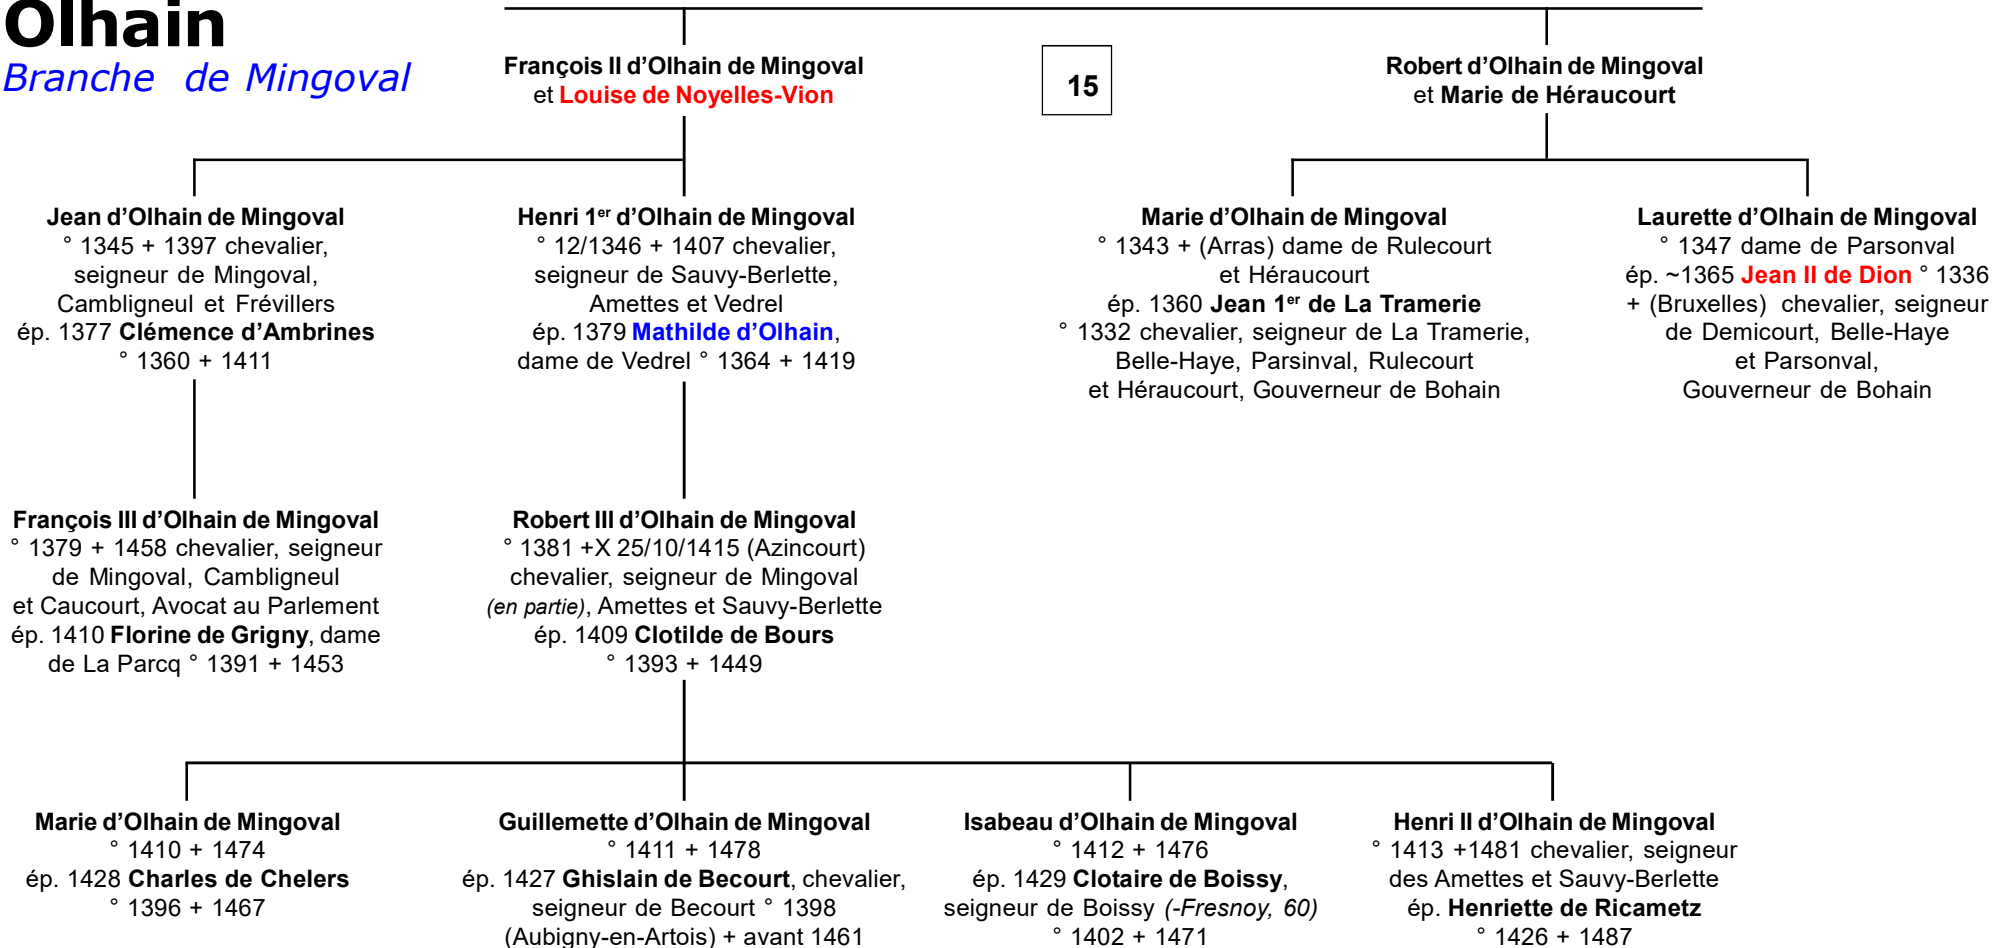 Olhain
Branche de Mingoval
François II d’Olhain de Mingoval
et Louise de Noyelles-Vion
15
Robert d’Olhain de Mingoval
et Marie de Héraucourt
Jean d’Olhain de Mingoval
° 1345 + 1397 chevalier,
seigneur de Mingoval,
Cambligneul et Frévillers
ép. 1377 Clémence d’Ambrines
° 1360 + 1411
Henri 1er d’Olhain de Mingoval
° 12/1346 + 1407 chevalier,
seigneur de Sauvy-Berlette,
Amettes et Vedrel
ép. 1379 Mathilde d’Olhain,
dame de Vedrel ° 1364 + 1419
Marie d’Olhain de Mingoval
° 1343 + (Arras) dame de Rulecourt
et Héraucourt
ép. 1360 Jean 1er de La Tramerie
° 1332 chevalier, seigneur de La Tramerie,
Belle-Haye, Parsinval, Rulecourt
et Héraucourt, Gouverneur de Bohain
Laurette d’Olhain de Mingoval
° 1347 dame de Parsonval
ép. ~1365 Jean II de Dion ° 1336
+ (Bruxelles) chevalier, seigneur
de Demicourt, Belle-Haye
et Parsonval,
Gouverneur de Bohain
François III d’Olhain de Mingoval
° 1379 + 1458 chevalier, seigneur
de Mingoval, Cambligneul
et Caucourt, Avocat au Parlement
ép. 1410 Florine de Grigny, dame
de La Parcq ° 1391 + 1453
Robert III d’Olhain de Mingoval
° 1381 +X 25/10/1415 (Azincourt)
chevalier, seigneur de Mingoval
(en partie), Amettes et Sauvy-Berlette
ép. 1409 Clotilde de Bours
° 1393 + 1449
Marie d’Olhain de Mingoval
° 1410 + 1474
ép. 1428 Charles de Chelers
° 1396 + 1467
Guillemette d’Olhain de Mingoval
° 1411 + 1478
ép. 1427 Ghislain de Becourt, chevalier,
seigneur de Becourt ° 1398
(Aubigny-en-Artois) + avant 1461
Isabeau d’Olhain de Mingoval
° 1412 + 1476
ép. 1429 Clotaire de Boissy,
seigneur de Boissy (-Fresnoy, 60)
° 1402 + 1471
Henri II d’Olhain de Mingoval
° 1413 +1481 chevalier, seigneur
des Amettes et Sauvy-Berlette
ép. Henriette de Ricametz
° 1426 + 1487